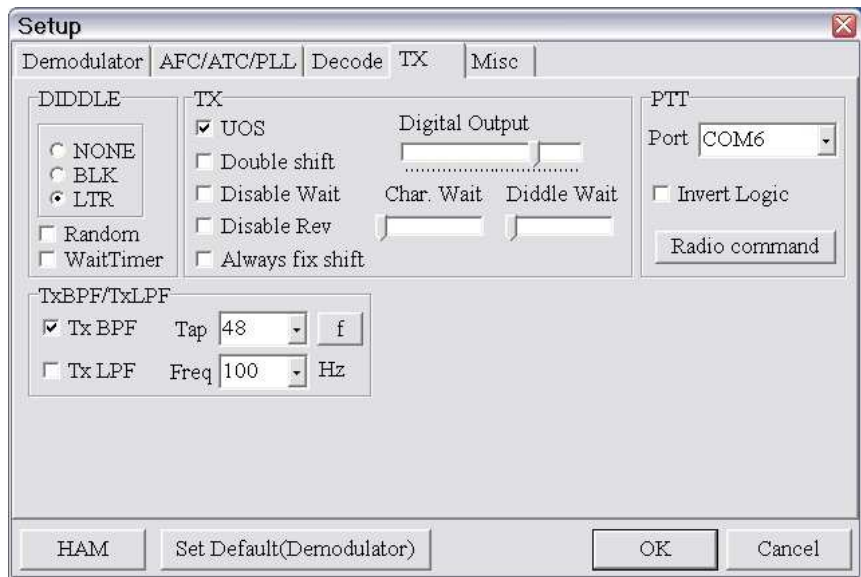 Setup
Demodulator AFC/ATC/PLL Decode TX Misc
DIDDLE
NONE
BLK
LTR
Random
WaitTimer
TX
UOS
Double shift
Disable Wait
Disable Rev
Always fix shift
Digital Output
Char. Wait Diddle Wait
PTT
Port COM6
Invert Logic
Radio command
TxBPF/TxLPF
Tx BPF Tap 48 f
Tx LPF Freq 100 Hz
HAM Set Default(Demodulator) OK Cancel